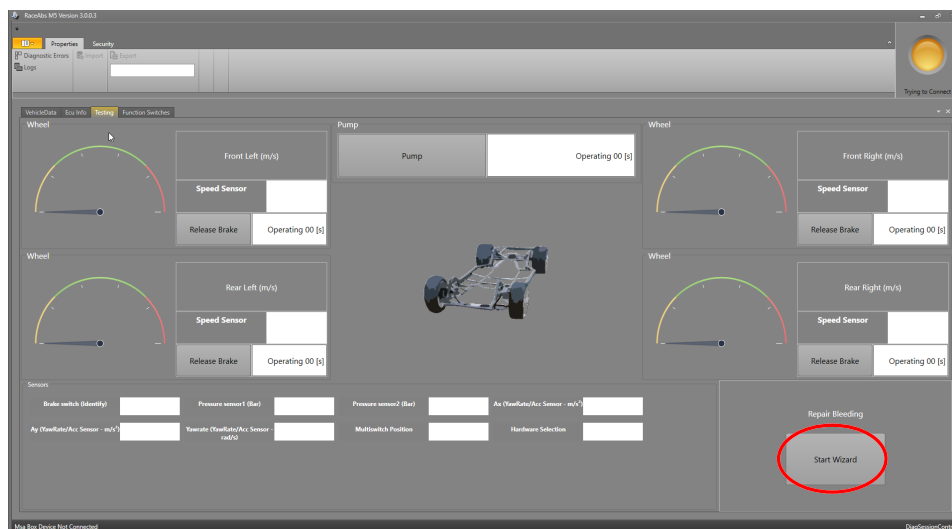 RaceAbs M5 Version 3.0.0.3
Properties Security
Diagnostic Errors Import Export
Logs
Trying to Connect
VehicleData Ecu Info Testing Function Switches
Wheel
Front Left (m/s)
Speed Sensor
Release Brake Operating 00 [s]
Pump
Pump Operating 00 [s]
Wheel
Front Right (m/s)
Speed Sensor
Release Brake Operating 00 [s]
Wheel
Rear Left (m/s)
Speed Sensor
Release Brake Operating 00 [s]
Wheel
Rear Right (m/s)
Speed Sensor
Release Brake Operating 00 [s]
Sensors
Brake switch (Identify) Pressure sensor1 (Bar) Pressure sensor2 (Bar) Ax (YawRate/Acc Sensor - m/s²)
Ay (YawRate/Acc Sensor - m/s²) Yawrate (YawRate/Acc Sensor - Multiswitch Position Hardware Selection
rad/s)
Repair Bleeding
Start Wizard
Msa Box Device Not Connected